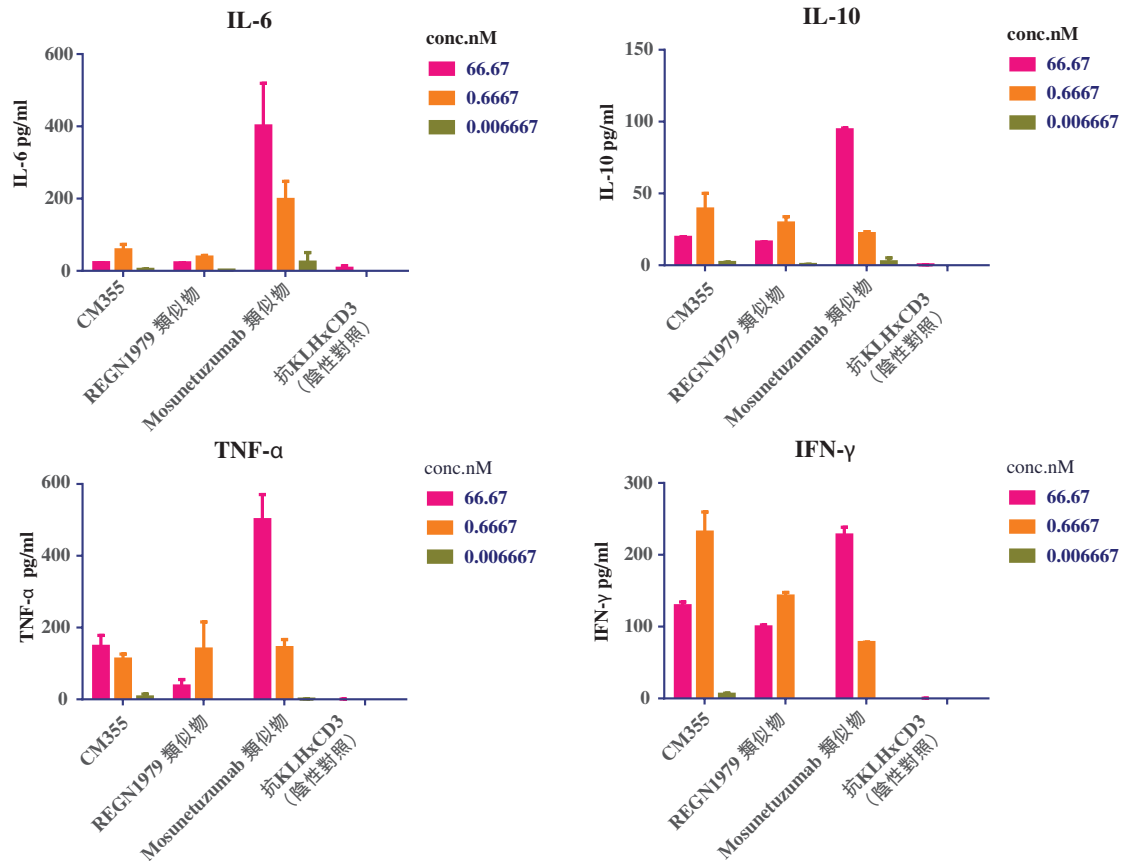 IL-6
conc.nM
66.67
0.6667
0.006667
IL-6 pg/ml
600
400
200
0
CM355
REGN1979 類似物
Mosunetuzumab 類似物
抗KLHxCD3
(陰性對照)
IL-10
conc.nM
66.67
0.6667
0.006667
IL-10 pg/ml
150
100
50
0
CM355
REGN1979 類似物
Mosunetuzumab 類似物
抗KLHxCD3
(陰性對照)
TNF-α
conc.nM
66.67
0.6667
0.006667
TNF-α pg/ml
600
400
200
0
CM355
REGN1979 類似物
Mosunetuzumab 類似物
抗KLHxCD3
(陰性對照)
IFN-γ
conc.nM
66.67
0.6667
0.006667
IFN-γ pg/ml
300
200
100
0
CM355
REGN1979 類似物
Mosunetuzumab 類似物
抗KLHxCD3
(陰性對照)